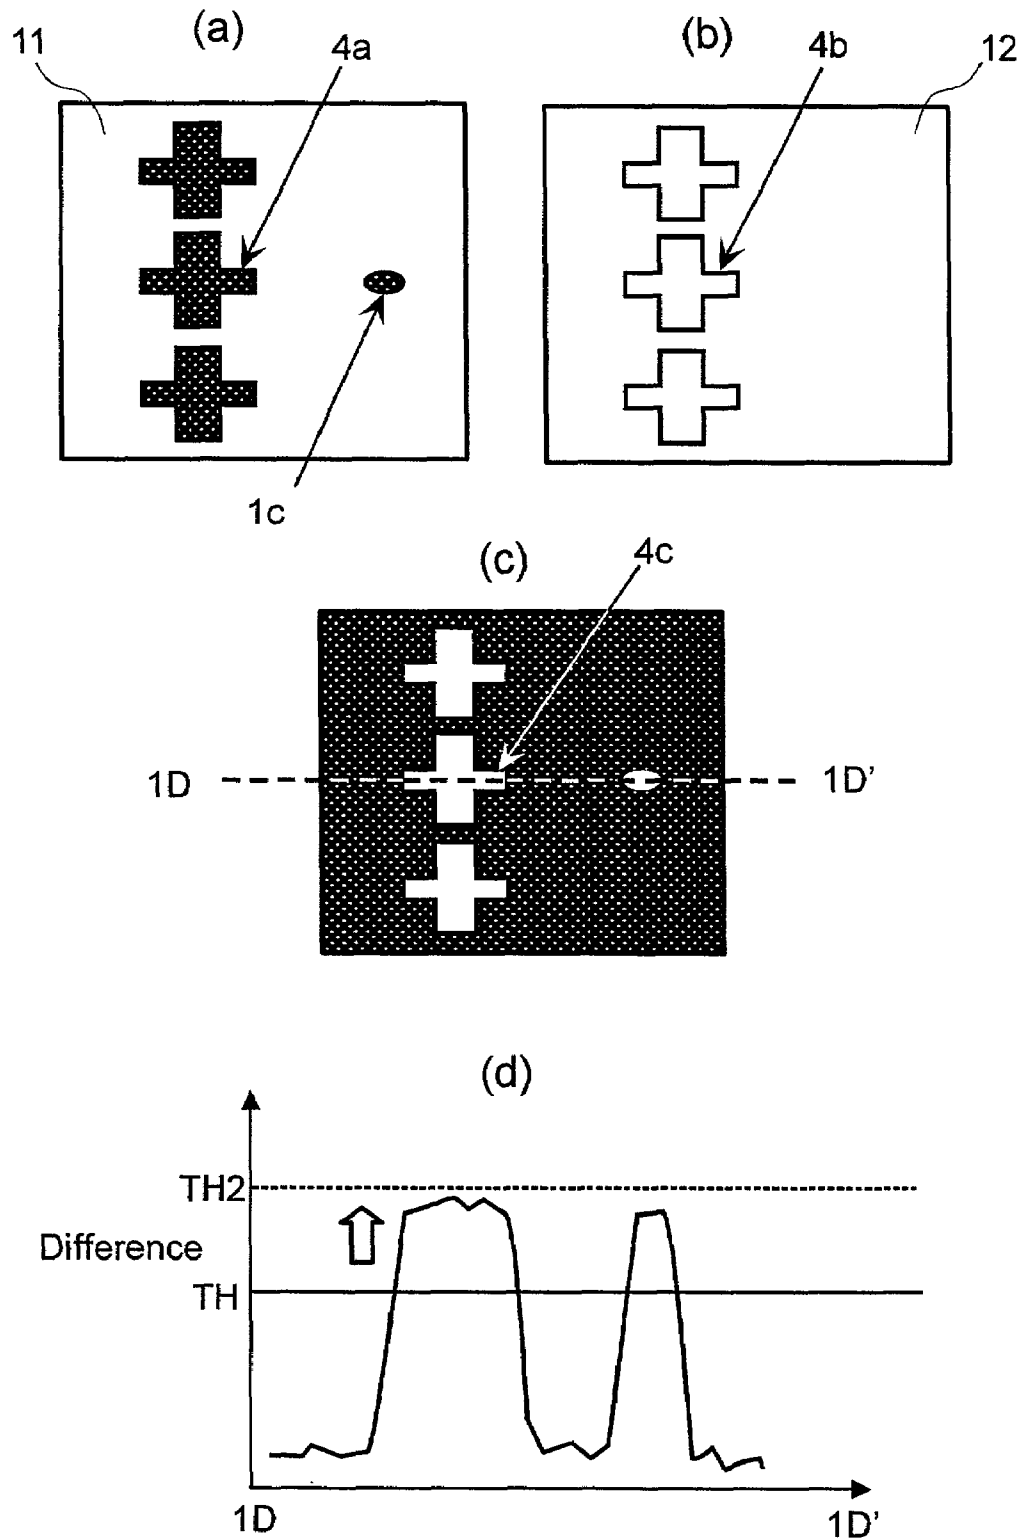 (a)
(b)
11
4a
4b
12
1c
(c)
4c
1D
1D’
(d)
TH2
Difference
TH
1D
1D’